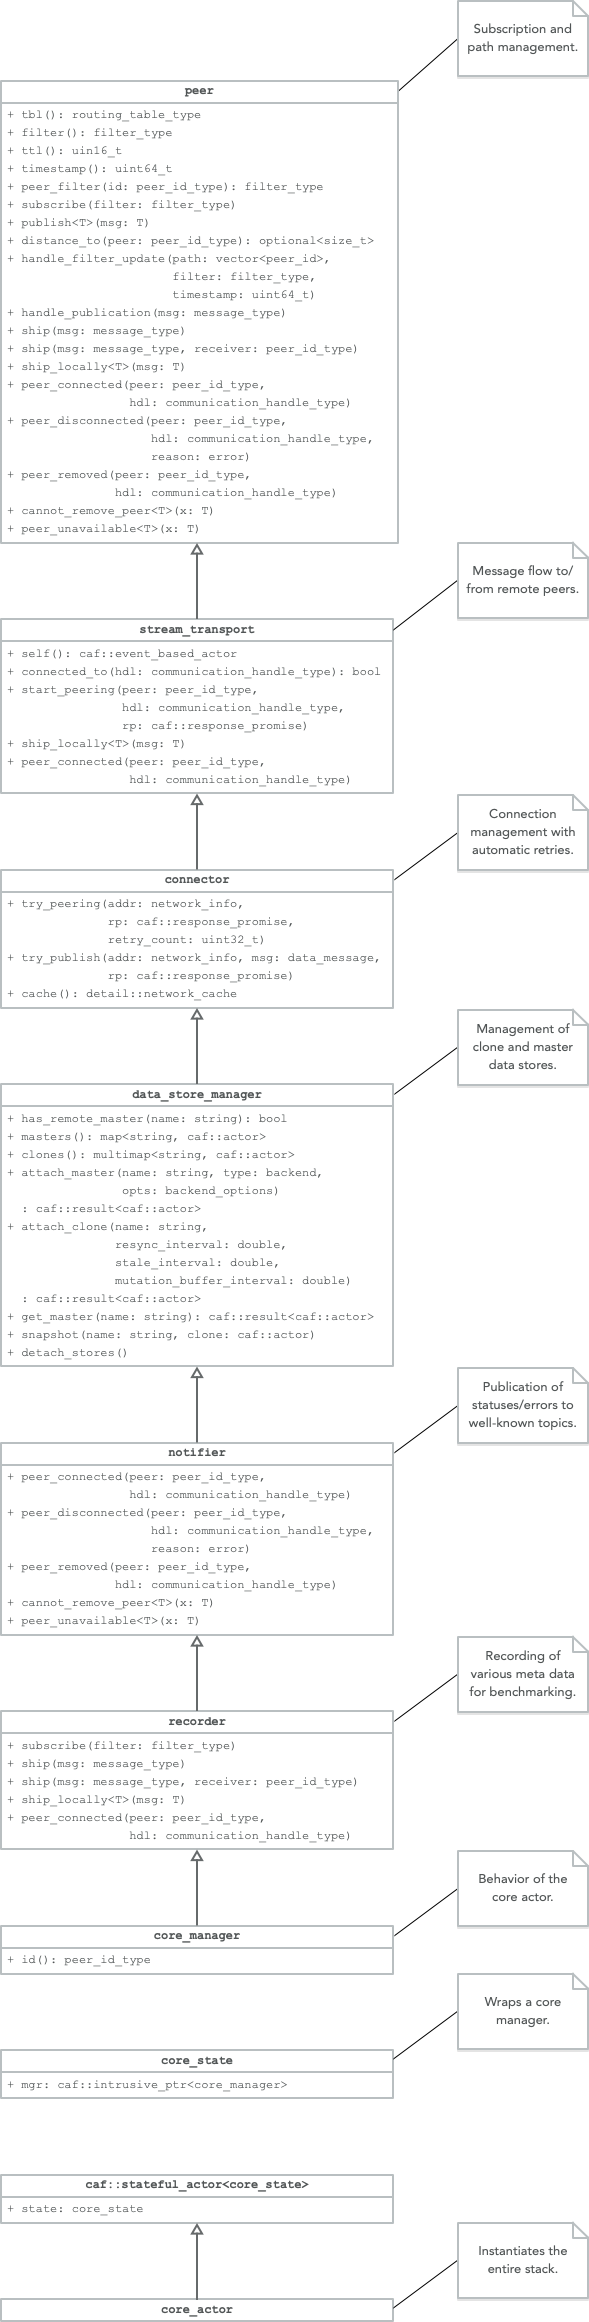 Subscription and
path management.
peer
+ tbl(): routing_table_type
+ filter(): filter_type
+ ttl(): uin16_t
+ timestamp(): uint64_t
+ peer_filter(id: peer_id_type): filter_type
+ subscribe(filter: filter_type)
+ publish<T>(msg: T)
+ distance_to(peer: peer_id_type): optional<size_t>
+ handle_filter_update(path: vector<peer_id>,
filter: filter_type,
timestamp: uint64_t)
+ handle_publication(msg: message_type)
+ ship(msg: message_type)
+ ship(msg: message_type, receiver: peer_id_type)
+ ship_locally<T>(msg: T)
+ peer_connected(peer: peer_id_type,
hdl: communication_handle_type)
+ peer_disconnected(peer: peer_id_type,
hdl: communication_handle_type,
reason: error)
+ peer_removed(peer: peer_id_type,
hdl: communication_handle_type)
+ cannot_remove_peer<T>(x: T)
+ peer_unavailable<T>(x: T)
Message flow to/
from remote peers.
stream_transport
+ self(): caf::event_based_actor
+ connected_to(hdl: communication_handle_type): bool
+ start_peering(peer: peer_id_type,
hdl: communication_handle_type,
rp: caf::response_promise)
+ ship_locally<T>(msg: T)
+ peer_connected(peer: peer_id_type,
hdl: communication_handle_type)
Connection
management with
automatic retries.
connector
+ try_peering(addr: network_info,
rp: caf::response_promise,
retry_count: uint32_t)
+ try_publish(addr: network_info, msg: data_message,
rp: caf::response_promise)
+ cache(): detail::network_cache
Management of
clone and master
data stores.
data_store_manager
+ has_remote_master(name: string): bool
+ masters(): map<string, caf::actor>
+ clones(): multimap<string, caf::actor>
+ attach_master(name: string, type: backend,
opts: backend_options)
: caf::result<caf::actor>
+ attach_clone(name: string,
resync_interval: double,
stale_interval: double,
mutation_buffer_interval: double)
: caf::result<caf::actor>
+ get_master(name: string): caf::result<caf::actor>
+ snapshot(name: string, clone: caf::actor)
+ detach_stores()
Publication of
statuses/errors to
well-known topics.
notifier
+ peer_connected(peer: peer_id_type,
hdl: communication_handle_type)
+ peer_disconnected(peer: peer_id_type,
hdl: communication_handle_type,
reason: error)
+ peer_removed(peer: peer_id_type,
hdl: communication_handle_type)
+ cannot_remove_peer<T>(x: T)
+ peer_unavailable<T>(x: T)
Recording of
various meta data
for benchmarking.
recorder
+ subscribe(filter: filter_type)
+ ship(msg: message_type)
+ ship(msg: message_type, receiver: peer_id_type)
+ ship_locally<T>(msg: T)
+ peer_connected(peer: peer_id_type,
hdl: communication_handle_type)
Behavior of the
core actor.
core_manager
+ id(): peer_id_type
Wraps a core
manager.
core_state
+ mgr: caf::intrusive_ptr<core_manager>
caf::stateful_actor<core_state>
+ state: core_state
Instantiates the
entire stack.
core_actor